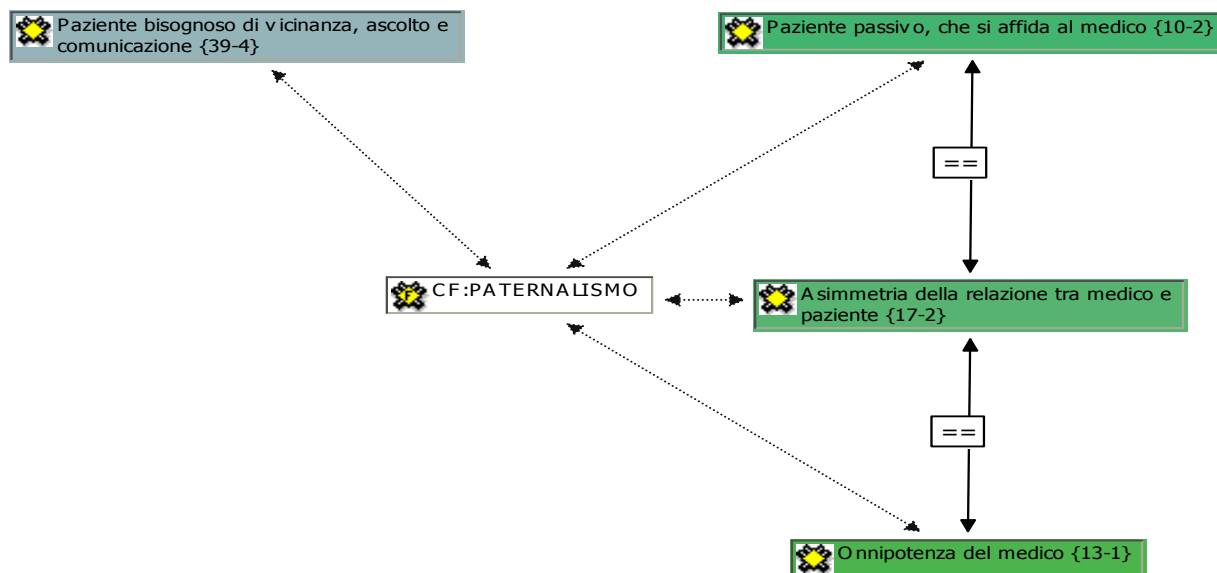 Paziente bisognoso di vicinanza, ascolto e
comunicazione {39-4}
Paziente passivo, che si affida al medico {10-2}
==
CF:PATERNALISMO
Asimmetria della relazione tra medico e
paziente {17-2}
==
Onnipotenza del medico {13-1}